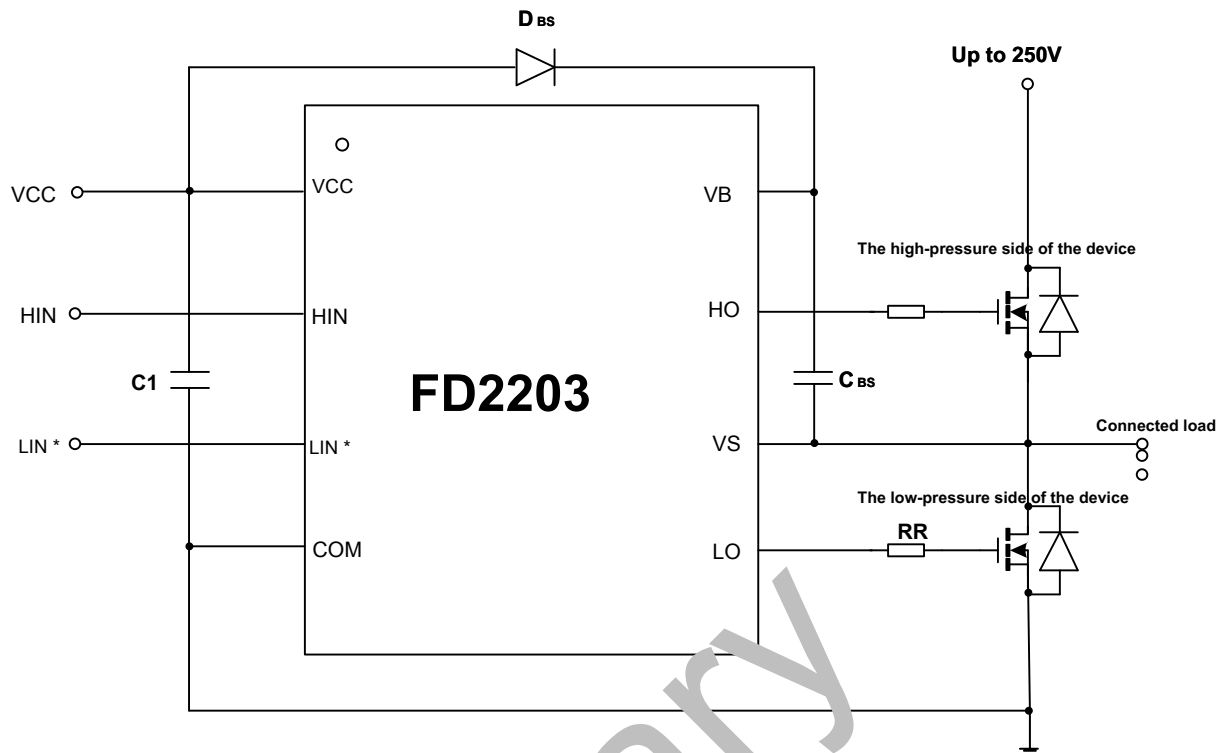 D BS
Up to 250V
VCC
VCC
VB
The high-pressure side of the device
HIN
HIN
HO
C1
FD2203
C BS
Connected load
LIN *
LIN *
VS
The low-pressure side of the device
RR
COM
LO
ary